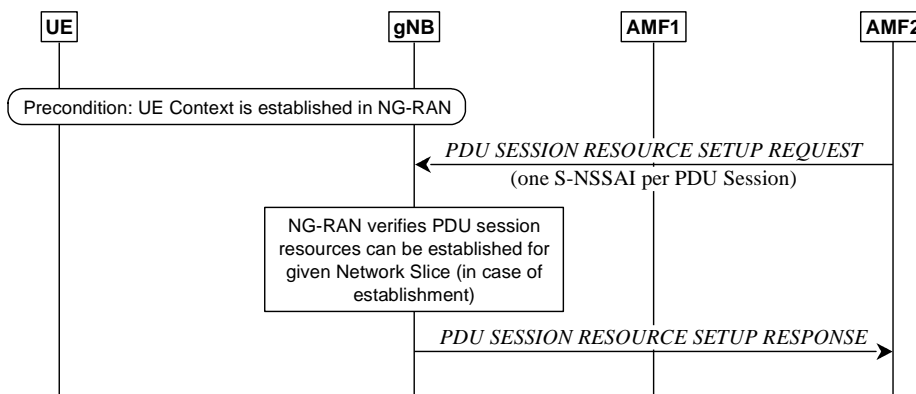 UE gNB AMF1 AMF2
Precondition: UE Context is established in NG-RAN
PDU SESSION RESOURCE SETUP REQUEST
(one S-NSSAI per PDU Session)
NG-RAN verifies PDU session
resources can be established for
given Network Slice (in case of
establishment)
PDU SESSION RESOURCE SETUP RESPONSE